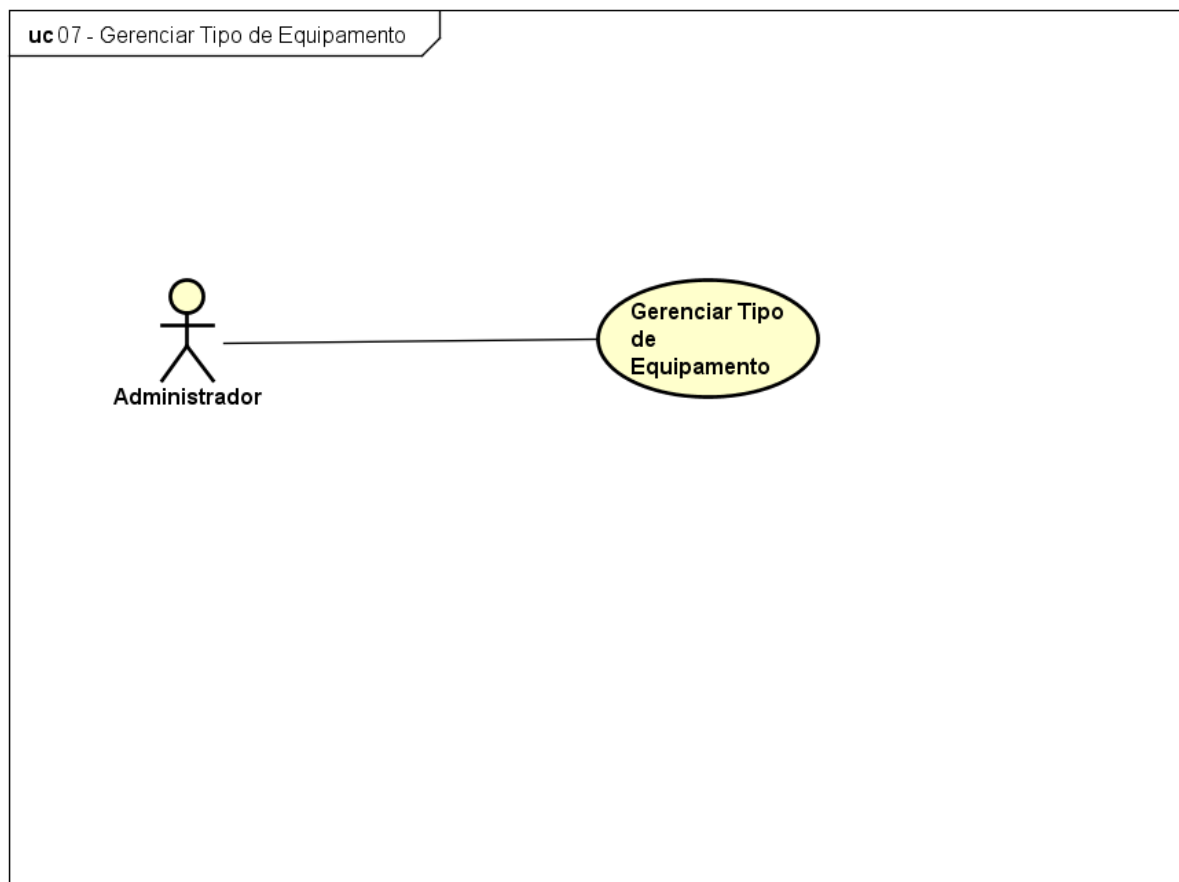 uc 07 - Gerenciar Tipo de Equipamento
Gerenciar Tipo
de
Equipamento
Administrador